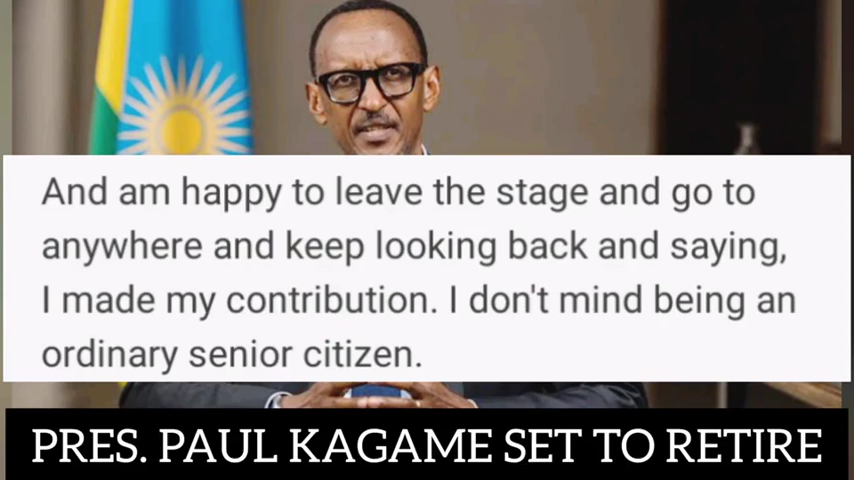 And am happy to leave the stage and go to
anywhere and keep looking back and saying,
I made my contribution. I don't mind being an
ordinary senior citizen.
PRES. PAUL KAGAME SET TO RETIRE